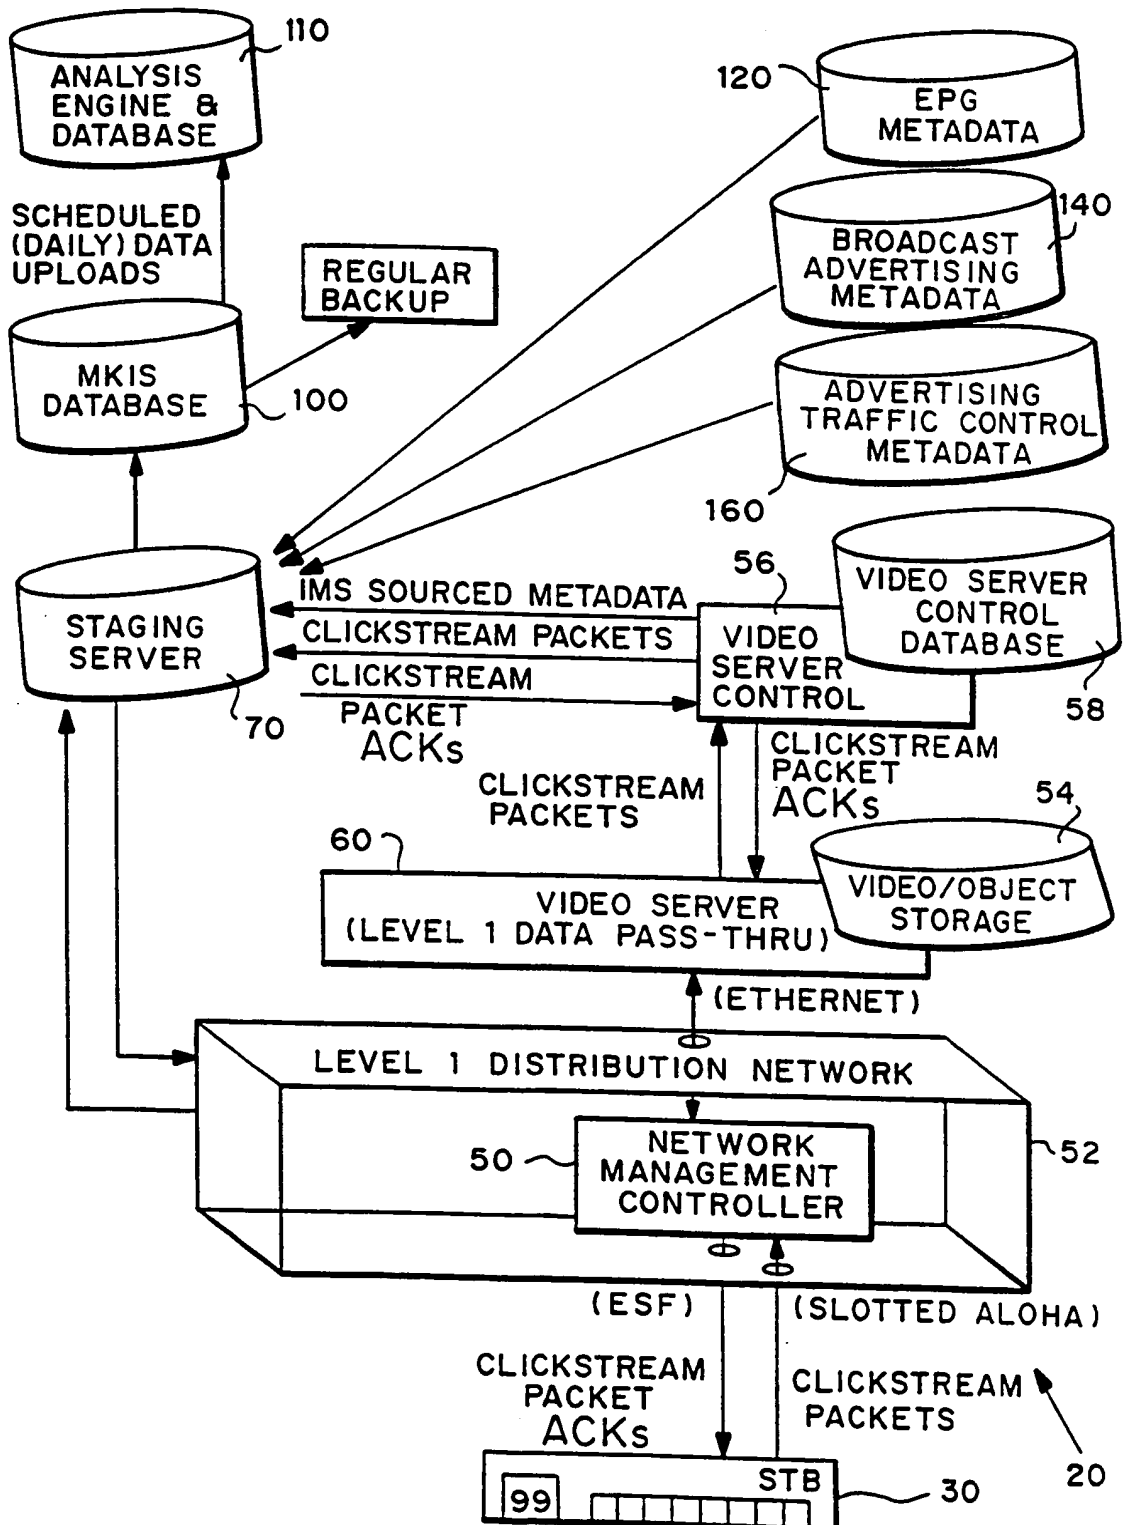 110
ANALYSIS
ENGINE &
DATABASE
120
EPG
METADATA
SCHEDULED
(DAILY) DATA
UPLOADS
140
BROADCAST
ADVERTISING
METADATA
REGULAR
BACKUP
MKIS
DATABASE
100
ADVERTISING
TRAFFIC CONTROL
METADATA
160
56
VIDEO SERVER
CONTROL
DATABASE
58
IMS SOURCED METADATA
CLICKSTREAM PACKETS
CLICKSTREAM
PACKET
ACKs
STAGING
SERVER
70
VIDEO
SERVER
CONTROL
CLICKSTREAM
PACKETS
CLICKSTREAM
PACKET
ACKs
54
60
VIDEO SERVER
(LEVEL 1 DATA PASS-THRU)
VIDEO/OBJECT
STORAGE
(ETHERNET)
LEVEL 1 DISTRIBUTION NETWORK
50
NETWORK
MANAGEMENT
CONTROLLER
52
(ESF)
(SLOTTED ALOHA)
CLICKSTREAM
PACKET
ACKs
CLICKSTREAM
PACKETS
20
STB
99
30